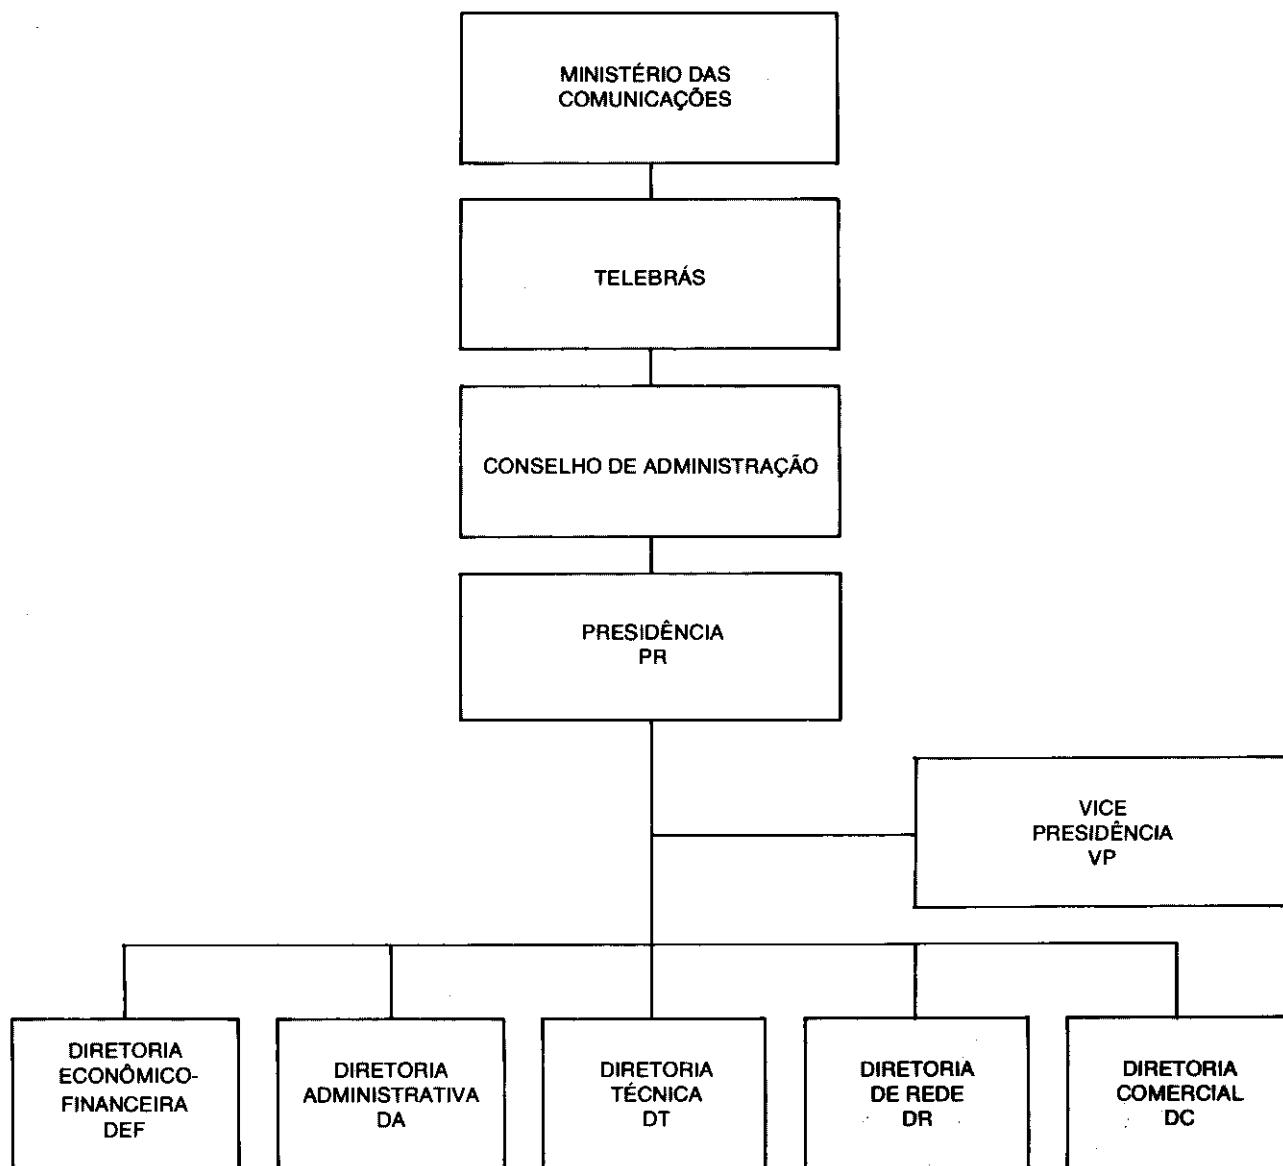 MINISTÉRIO DAS
COMUNICAÇÕES
TELEBRÁS
CONSELHO DE ADMINISTRAÇÃO
PRESIDÊNCIA
PR
VICE
PRESIDÊNCIA
VP
DIRETORIA
ECONÔMICO-
FINANCEIRA
DEF
DIRETORIA
ADMINISTRATIVA
DA
DIRETORIA
TÉCNICA
DT
DIRETORIA
DE REDE
DR
DIRETORIA
COMERCIAL
DC